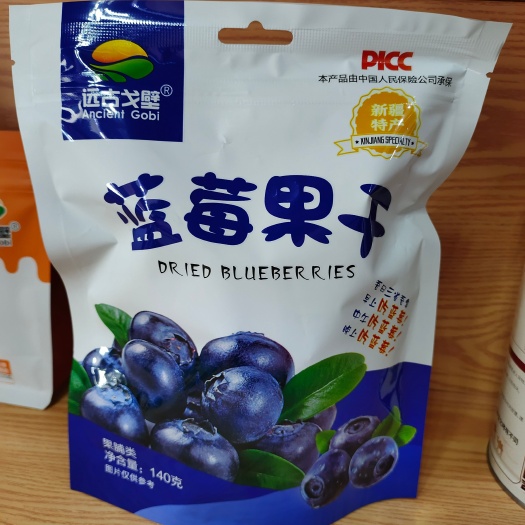 远古戈壁®
Ancient Gobi
PICC
本产品由中国人民保险公司承保
新疆
特产
XINJIANG SPECIALTY
蓝莓果干
DRIED BLUEBERRIES
果脯类
净含量：140克
图片仅供参考